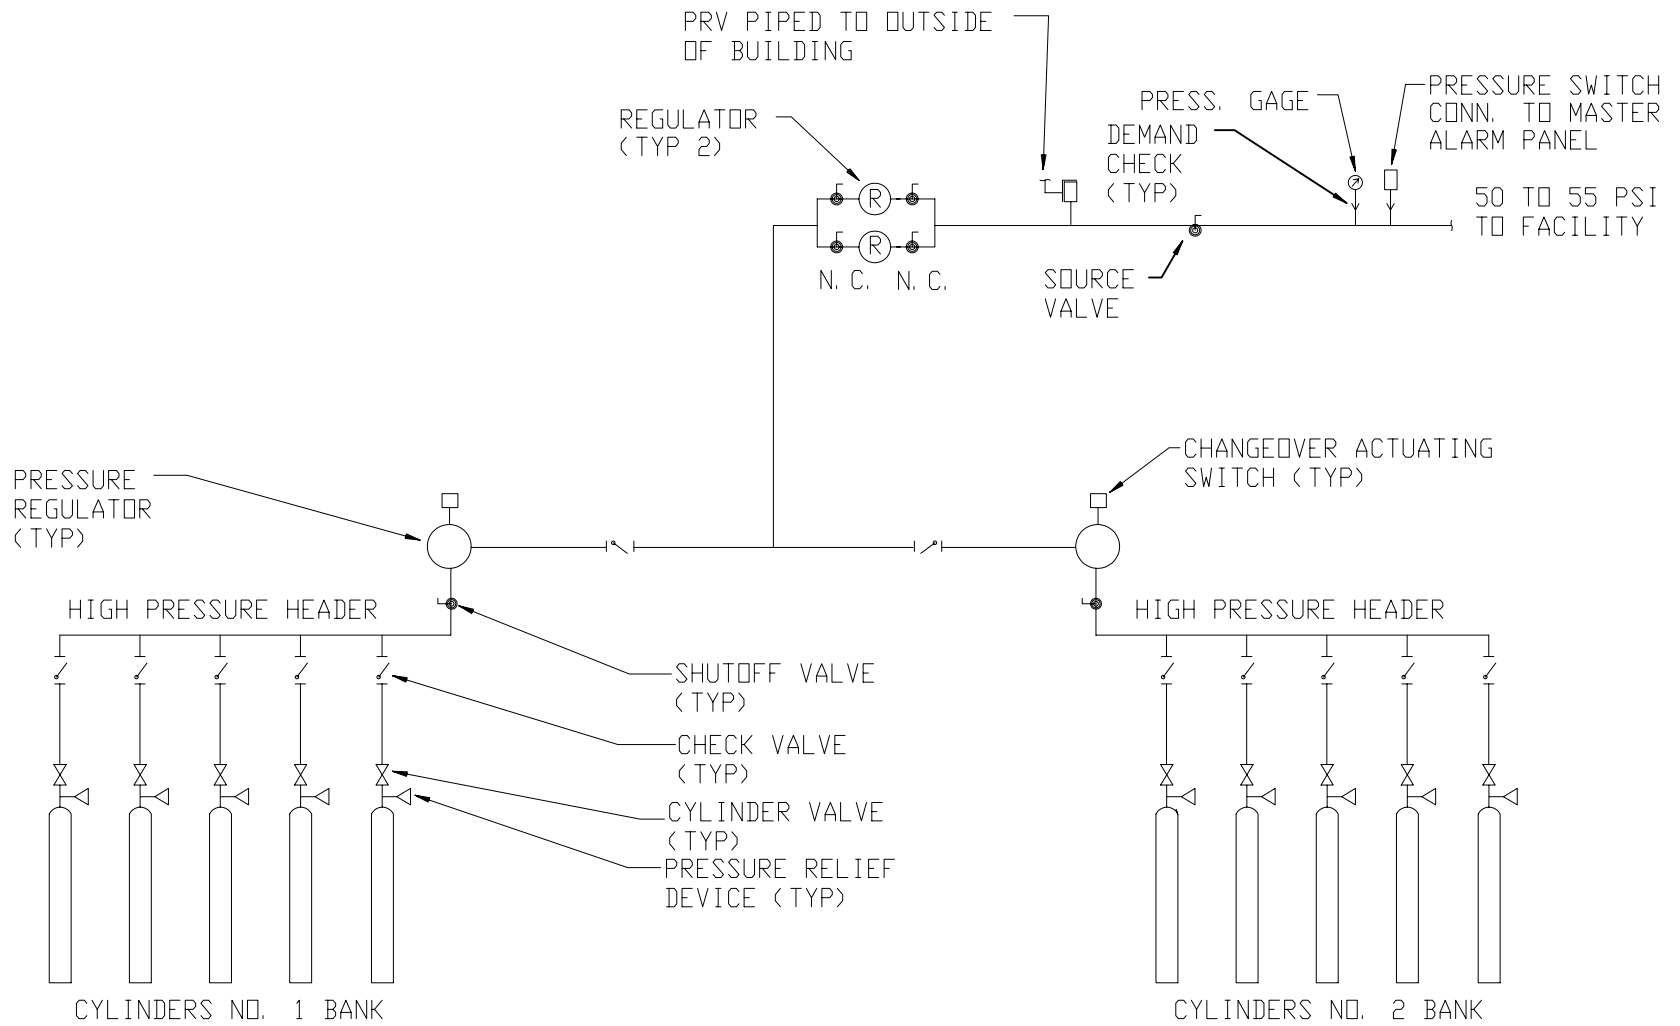 PRV PIPED TO OUTSIDE
OF BUILDING
REGULATOR
(TYP 2)
R
R
N. C. N. C.
PRESS. GAGE
DEMAND
CHECK
(TYP)
PRESSURE SWITCH
CONN. TO MASTER
ALARM PANEL
50 TO 55 PSI
TO FACILITY
SOURCE
VALVE
PRESSURE
REGULATOR
(TYP)
CHANGEOVER ACTUATING
SWITCH (TYP)
HIGH PRESSURE HEADER
HIGH PRESSURE HEADER
SHUTOFF VALVE
(TYP)
CHECK VALVE
(TYP)
CYLINDER VALVE
(TYP)
PRESSURE RELIEF
DEVICE (TYP)
CYLINDERS NO. 1 BANK
CYLINDERS NO. 2 BANK